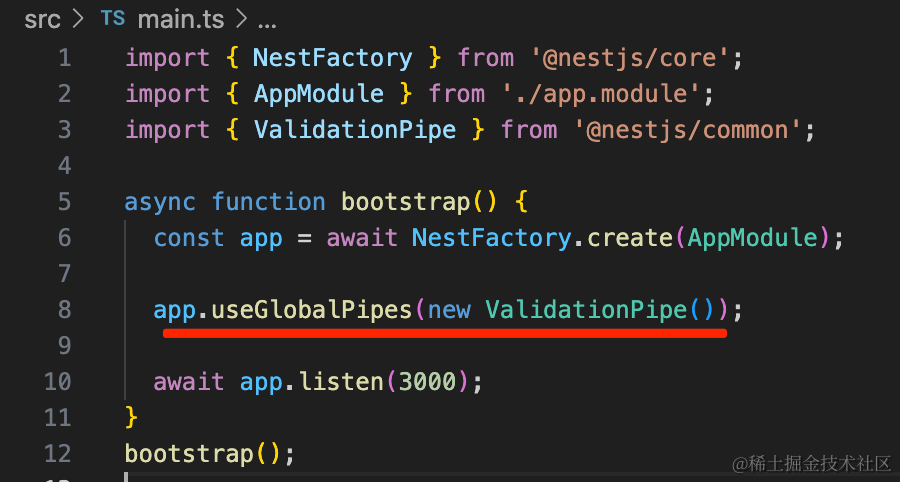 src > TS main.ts > ...
1 import { NestFactory } from '@nestjs/core';
2 import { AppModule } from './app.module';
3 import { ValidationPipe } from '@nestjs/common';
4
5 async function bootstrap() {
6 const app = await NestFactory.create(AppModule);
7
8 app.useGlobalPipes(new ValidationPipe());
9
10 await app.listen(3000);
11 }
12 bootstrap();
@稀土掘金技术社区